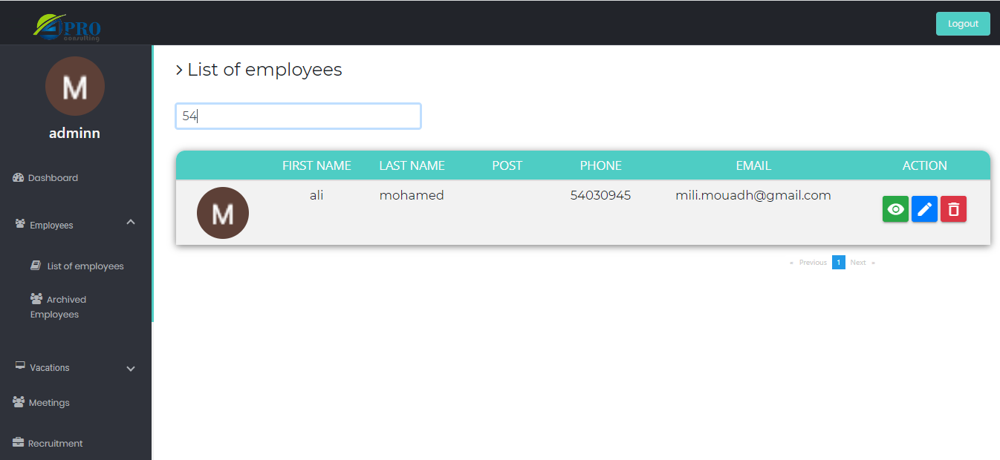 PRO
consulting
Logout
M
adminn
Dashboard
Employees
List of employees
Archived
Employees
Vacations
Meetings
Recruitment
> List of employees
54
FIRST NAME LAST NAME POST PHONE EMAIL ACTION
M ali mohamed 54030945 mili.mouadh@gmail.com
« Previous 1 Next »